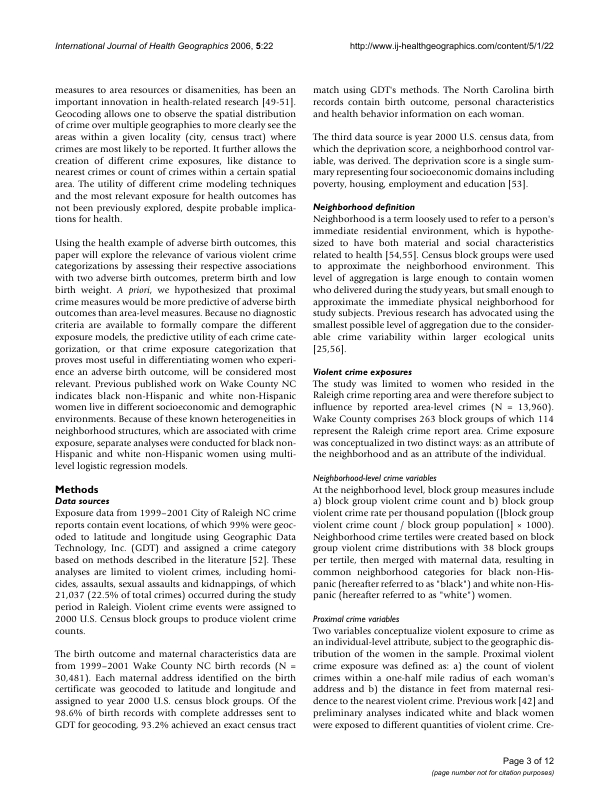 International Journal of Health Geographics 2006, 5:22
http://www.ij-healthgeographics.com/content/5/1/22
measures to area resources or disamenities, has been an
important innovation in health-related research [49-51].
Geocoding allows one to observe the spatial distribution
of crime over multiple geographies to more clearly see the
areas within a given locality (city, census tract) where
crimes are most likely to be reported. It further allows the
creation of different crime exposures, like distance to
nearest crimes or count of crimes within a certain spatial
area. The utility of different crime modeling techniques
and the most relevant exposure for health outcomes has
not been previously explored, despite probable implica-
tions for health.
Using the health example of adverse birth outcomes, this
paper will explore the relevance of various violent crime
categorizations by assessing their respective associations
with two adverse birth outcomes, preterm birth and low
birth weight. A priori, we hypothesized that proximal
crime measures would be more predictive of adverse birth
outcomes than area-level measures. Because no diagnostic
criteria are available to formally compare the different
exposure models, the predictive utility of each crime cate-
gorization, or that crime exposure categorization that
proves most useful in differentiating women who experi-
ence an adverse birth outcome, will be considered most
relevant. Previous published work on Wake County NC
indicates black non-Hispanic and white non-Hispanic
women live in different socioeconomic and demographic
environments. Because of these known heterogeneities in
neighborhood structures, which are associated with crime
exposure, separate analyses were conducted for black non-
Hispanic and white non-Hispanic women using multi-
level logistic regression models.
Methods
Data sources
Exposure data from 1999–2001 City of Raleigh NC crime
reports contain event locations, of which 99% were geoc-
oded to latitude and longitude using Geographic Data
Technology, Inc. (GDT) and assigned a crime category
based on methods described in the literature [52]. These
analyses are limited to violent crimes, including homi-
cides, assaults, sexual assaults and kidnappings, of which
21,037 (22.5% of total crimes) occurred during the study
period in Raleigh. Violent crime events were assigned to
2000 U.S. Census block groups to produce violent crime
counts.
The birth outcome and maternal characteristics data are
from 1999–2001 Wake County NC birth records (N =
30,481). Each maternal address identified on the birth
certificate was geocoded to latitude and longitude and
assigned to year 2000 U.S. census block groups. Of the
98.6% of birth records with complete addresses sent to
GDT for geocoding, 93.2% achieved an exact census tract
match using GDT's methods. The North Carolina birth
records contain birth outcome, personal characteristics
and health behavior information on each woman.
The third data source is year 2000 U.S. census data, from
which the deprivation score, a neighborhood control var-
iable, was derived. The deprivation score is a single sum-
mary representing four socioeconomic domains including
poverty, housing, employment and education [53].
Neighborhood definition
Neighborhood is a term loosely used to refer to a person's
immediate residential environment, which is hypothe-
sized to have both material and social characteristics
related to health [54,55]. Census block groups were used
to approximate the neighborhood environment. This
level of aggregation is large enough to contain women
who delivered during the study years, but small enough to
approximate the immediate physical neighborhood for
study subjects. Previous research has advocated using the
smallest possible level of aggregation due to the consider-
able crime variability within larger ecological units
[25,56].
Violent crime exposures
The study was limited to women who resided in the
Raleigh crime reporting area and were therefore subject to
influence by reported area-level crimes (N = 13,960).
Wake County comprises 263 block groups of which 114
represent the Raleigh crime report area. Crime exposure
was conceptualized in two distinct ways: as an attribute of
the neighborhood and as an attribute of the individual.
Neighborhood-level crime variables
At the neighborhood level, block group measures include
a) block group violent crime count and b) block group
violent crime rate per thousand population ([block group
violent crime count / block group population] × 1000).
Neighborhood crime tertiles were created based on block
group violent crime distributions with 38 block groups
per tertile, then merged with maternal data, resulting in
common neighborhood categories for black non-His-
panic (hereafter referred to as "black") and white non-His-
panic (hereafter referred to as "white") women.
Proximal crime variables
Two variables conceptualize violent exposure to crime as
an individual-level attribute, subject to the geographic dis-
tribution of the women in the sample. Proximal violent
crime exposure was defined as: a) the count of violent
crimes within a one-half mile radius of each woman's
address and b) the distance in feet from maternal resi-
dence to the nearest violent crime. Previous work [42] and
preliminary analyses indicated white and black women
were exposed to different quantities of violent crime. Cre-
Page 3 of 12
(page number not for citation purposes)